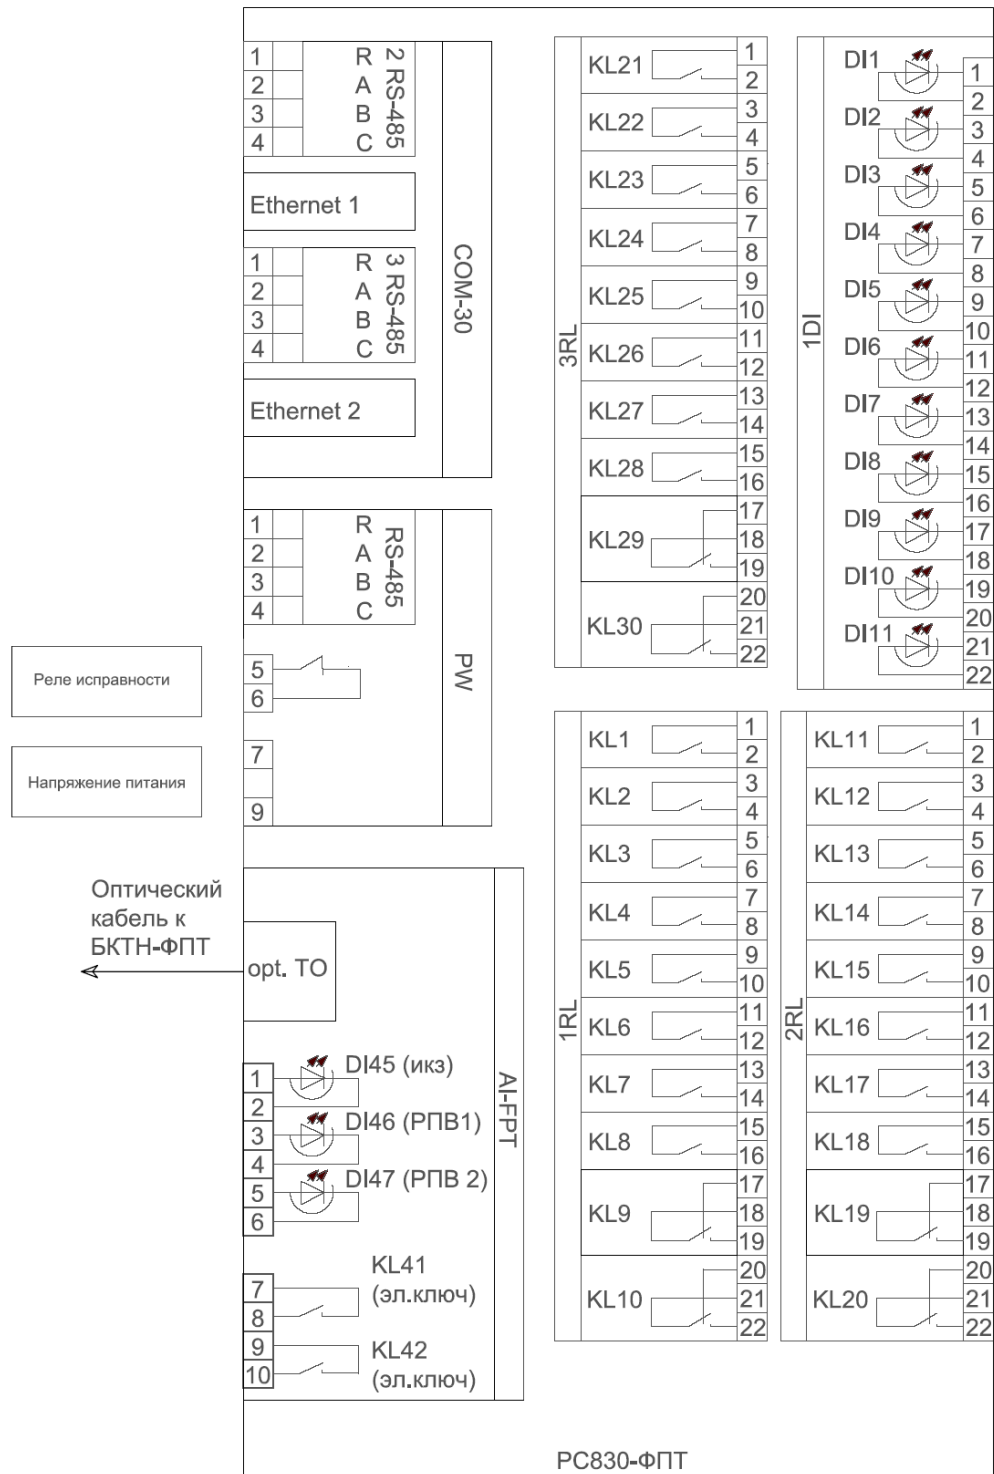 1 R
2 A
3 B
4 C
2 RS-485
Ethernet 1
1 R
2 A
3 B
4 C
3 RS-485
Ethernet 2
COM-30
1 R
2 A
3 B
4 C
RS-485
5
6
7
9
PW
Реле исправности
Напряжение питания
Оптический
кабель к
БКТН-ФПТ
opt. TO
1
2
3
4
5
6
DI45 (икз)
DI46 (РПВ1)
DI47 (РПВ 2)
KL41
(эл.ключ)
7
8
KL42
(эл.ключ)
9
10
AI-FPT
3RL
KL21 1
2
KL22 3
4
KL23 5
6
KL24 7
8
KL25 9
10
KL26 11
12
KL27 13
14
KL28 15
16
KL29 17
18
19
KL30 20
21
22
1DI
DI1 1
2
DI2 3
4
DI3 5
6
DI4 7
8
DI5 9
10
DI6 11
12
DI7 13
14
DI8 15
16
DI9 17
18
DI10 19
20
DI11 21
22
1RL
KL1 1
2
KL2 3
4
KL3 5
6
KL4 7
8
KL5 9
10
KL6 11
12
KL7 13
14
KL8 15
16
KL9 17
18
19
KL10 20
21
22
2RL
KL11 1
2
KL12 3
4
KL13 5
6
KL14 7
8
KL15 9
10
KL16 11
12
KL17 13
14
KL18 15
16
KL19 17
18
19
KL20 20
21
22
РС830-ФПТ